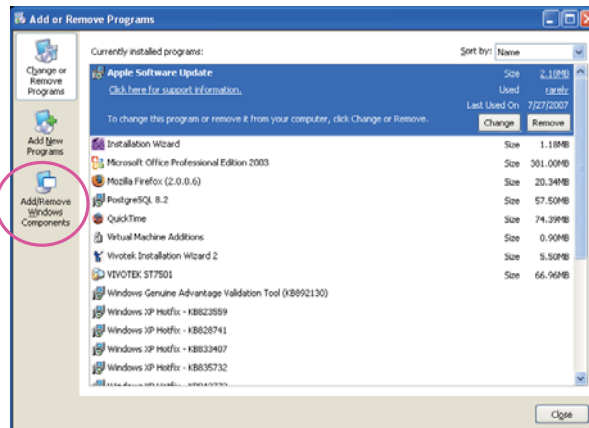 Add or Remove Programs
Change or
Remove
Programs
Add New
Programs
Add/Remove
Windows
Components
Currently installed programs: Sort by: Name
Apple Software Update Size 2.18MB
Click here for support information. Used rarely
Last Used On 7/27/2007
To change this program or remove it from your computer, click Change or Remove. Change Remove
Installation Wizard Size 1.18MB
Microsoft Office Professional Edition 2003 Size 381.00MB
Mozilla Firefox (2.0.0.6) Size 20.34MB
PostgreSQL 8.2 Size 57.50MB
QuickTime Size 74.39MB
Virtual Machine Additions Size 0.90MB
Vivotek Installation Wizard 2 Size 5.50MB
VIVOTEK ST7501 Size 66.96MB
Windows Genuine Advantage Validation Tool (KB892130)
Windows XP Hotfix - KB823559
Windows XP Hotfix - KB828741
Windows XP Hotfix - KB833407
Windows XP Hotfix - KB835732
Close